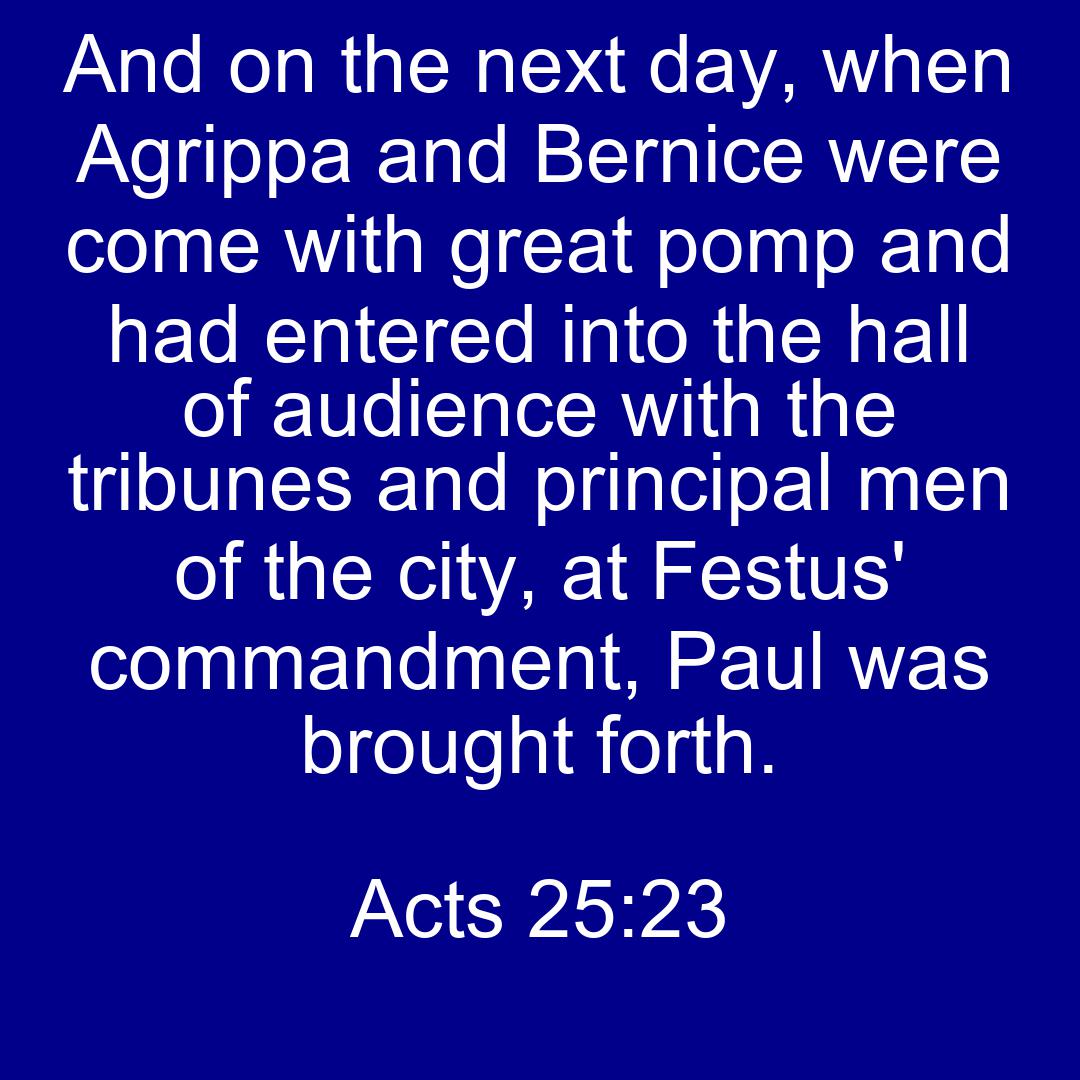 And on the next day, when
Agrippa and Bernice were
come with great pomp and
had entered into the hall
of audience with the
tribunes and principal men
of the city, at Festus'
commandment, Paul was
brought forth.
Acts 25:23